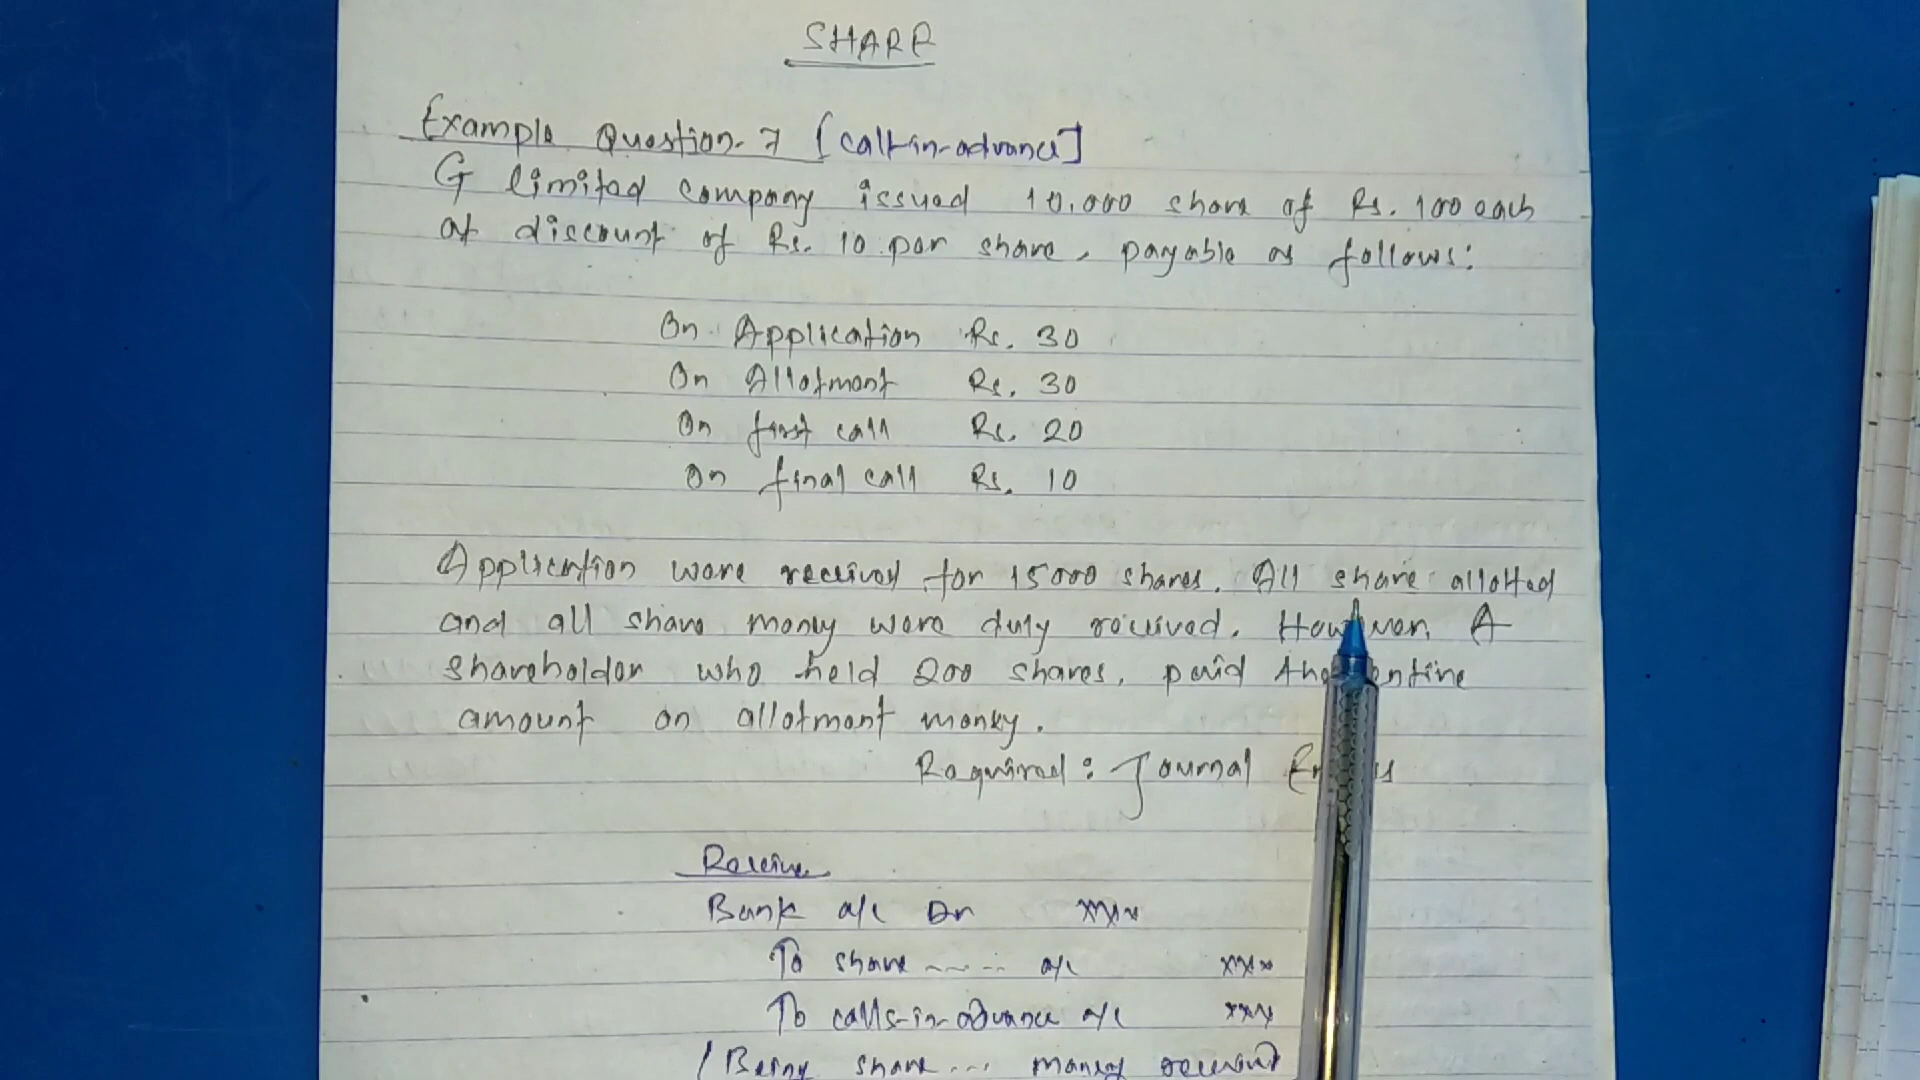 SHARE
Example Question-7 [call-in-advance]
G limited company issued 10,000 share of Rs. 100 each
at discount of Rs. 10 per share, payable as follows:
On Application Rs. 30
On Allotment Rs. 30
On first call Rs. 20
On final call Rs. 10
Application were received for 15000 shares. All share allotted
and all share money were duly received. However, A
shareholder who held 200 shares, paid the entire
amount on allotment money.
Required: Journal
Receive
Bank a/c Dr xxx
To share ..... a/c xxx
To calls-in-advance a/c xxx
(Being share ... money received